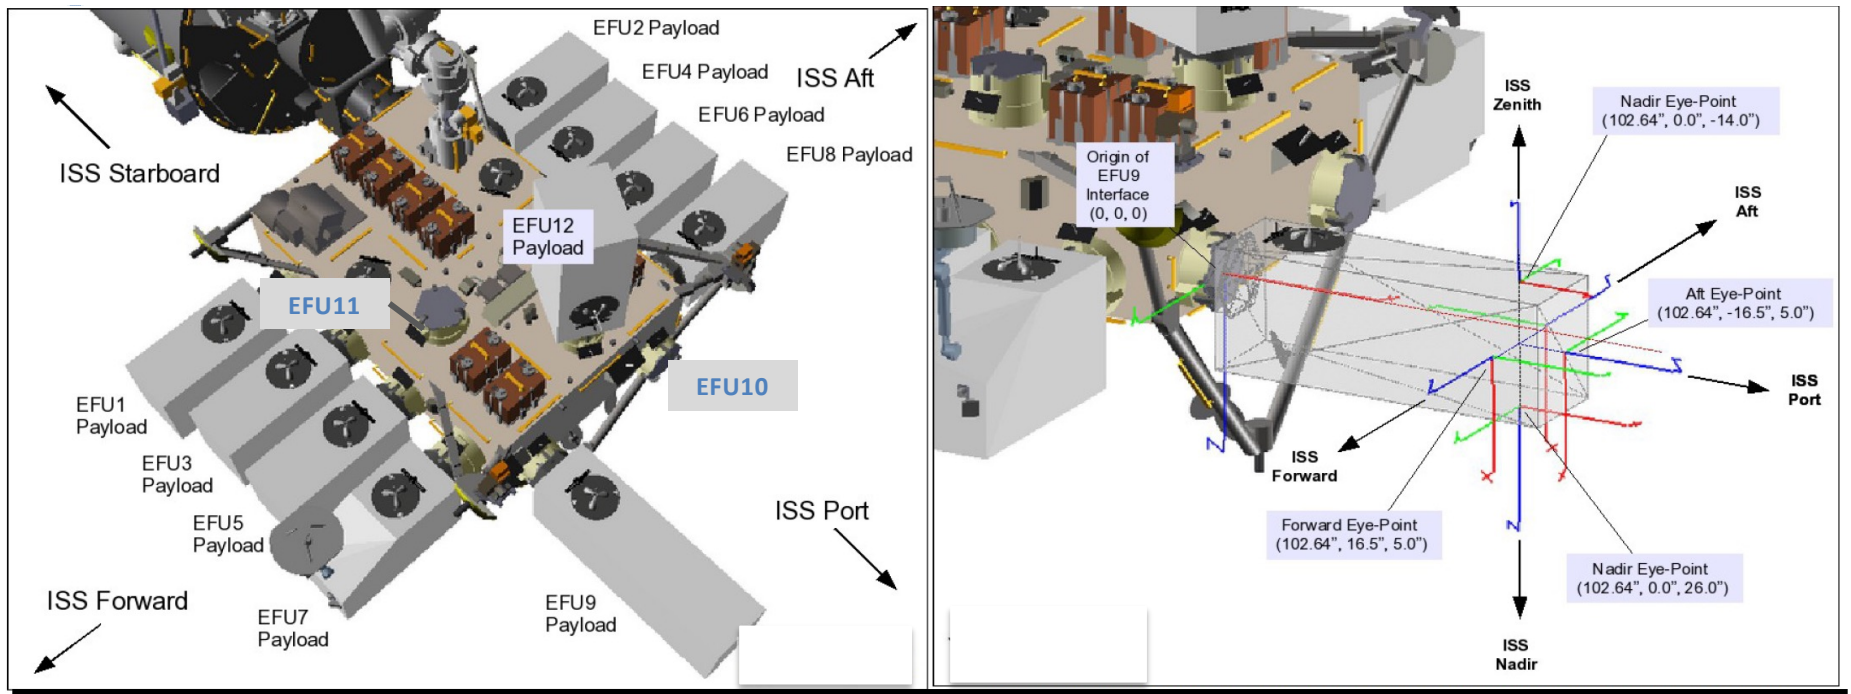 EFU2 Payload
EFU4 Payload
ISS Aft
EFU6 Payload
EFU8 Payload
ISS Starboard
EFU12
Payload
EFU11
EFU10
EFU1
Payload
EFU3
Payload
EFU5
Payload
ISS Port
ISS Forward
EFU7
Payload
EFU9
Payload
ISS
Zenith
Nadir Eye-Point
(102.64”, 0.0”, -14.0”)
Origin of
EFU9
Interface
(0, 0, 0)
ISS
Aft
Aft Eye-Point
(102.64”, -16.5”, 5.0”)
ISS
Port
ISS
Forward
Z
X
X
X
Z
Forward Eye-Point
(102.64”, 16.5”, 5.0”)
Nadir Eye-Point
(102.64”, 0.0”, 26.0”)
ISS
Nadir